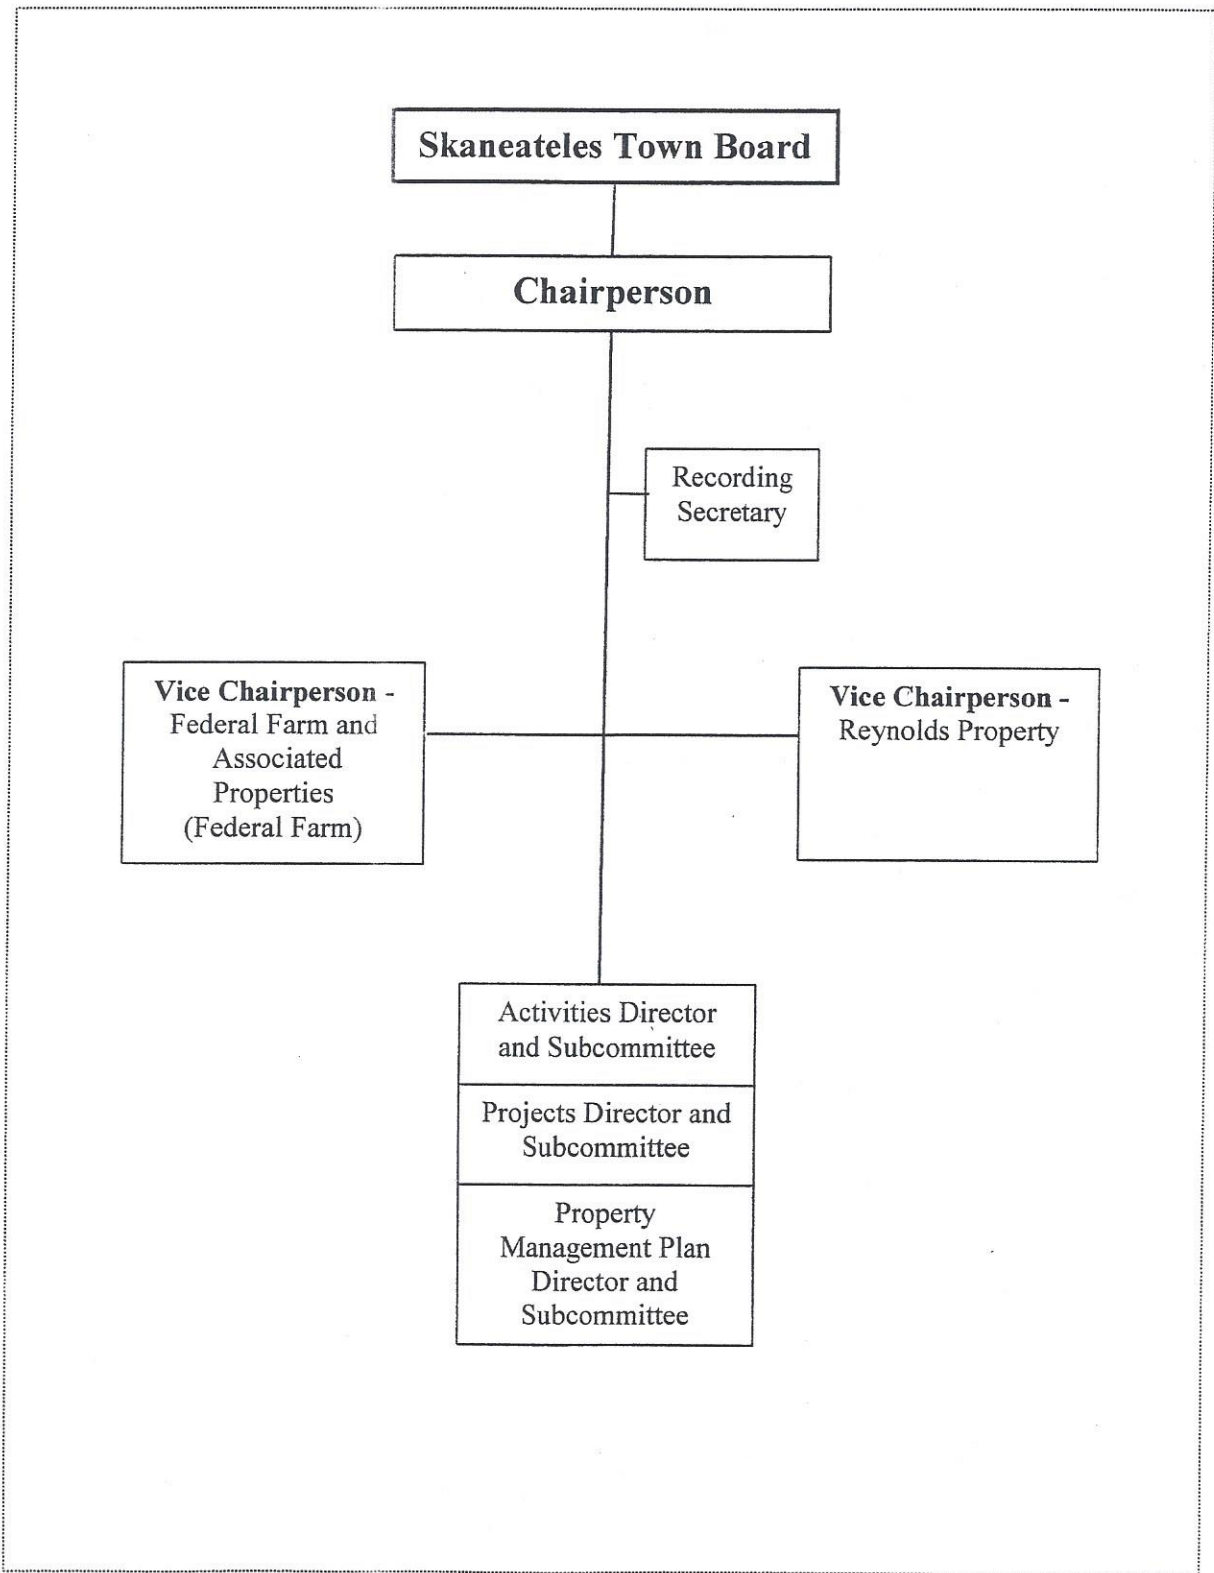 Skaneateles Town Board
Chairperson
Recording
Secretary
Vice Chairperson -
Federal Farm and
Associated
Properties
(Federal Farm)
Vice Chairperson -
Reynolds Property
Activities Director
and Subcommittee
Projects Director and
Subcommittee
Property
Management Plan
Director and
Subcommittee